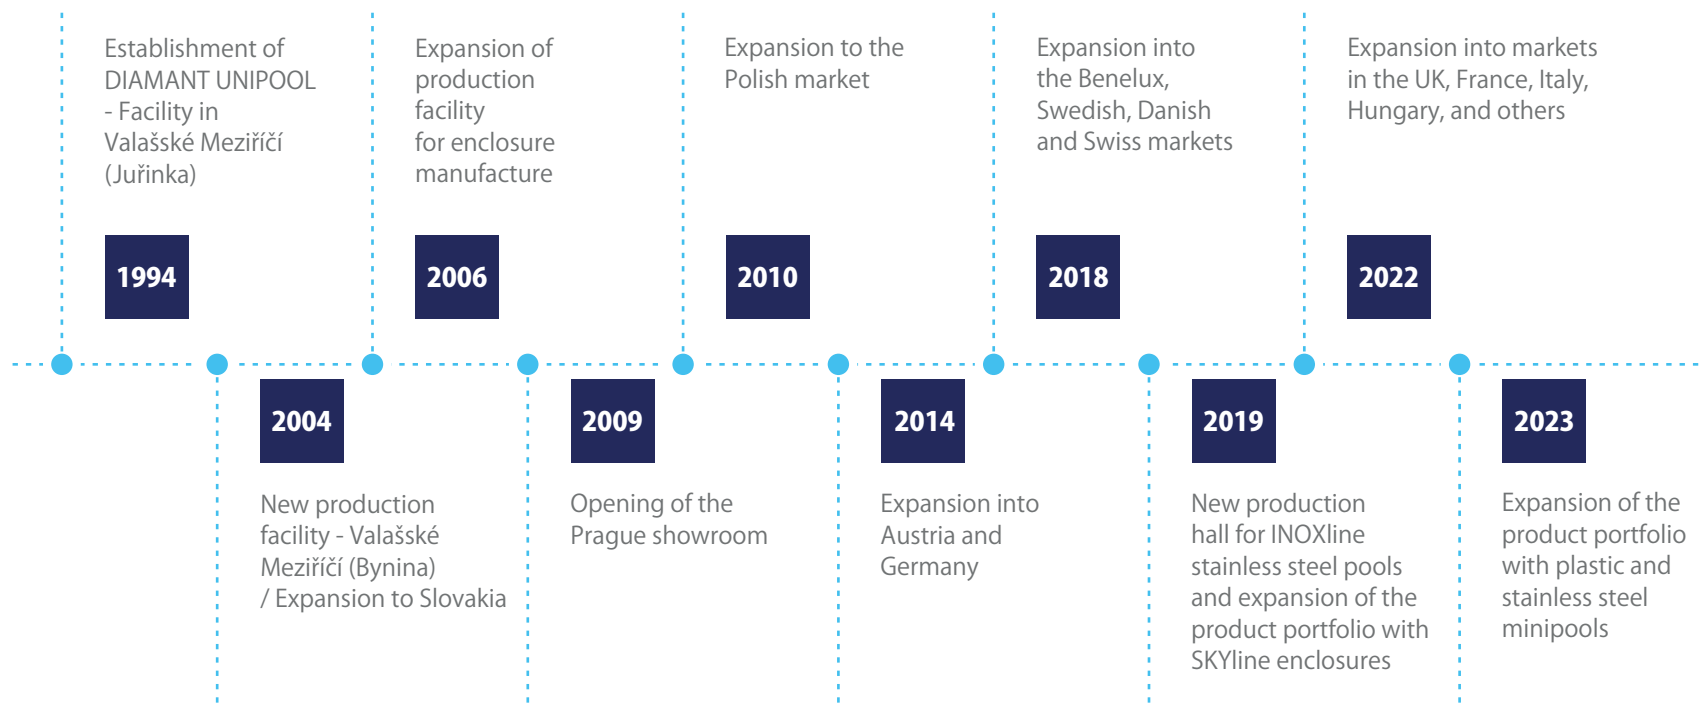 Establishment of
DIAMANT UNIPOOL
- Facility in
Valašské Meziříčí
(Juřinka)
1994
New production
facility - Valašské
Meziříčí (Bynina)
/ Expansion to Slovakia
2004
Expansion of
production
facility
for enclosure
manufacture
2006
2009
Opening of the
Prague showroom
Expansion to the
Polish market
2010
2014
Expansion into
Austria and
Germany
Expansion into
the Benelux,
Swedish, Danish
and Swiss markets
2018
2019
New production
hall for INOXline
stainless steel pools
and expansion of the
product portfolio with
SKYline enclosures
Expansion into markets
in the UK, France, Italy,
Hungary, and others
2022
2023
Expansion of the
product portfolio
with plastic and
stainless steel
minipools